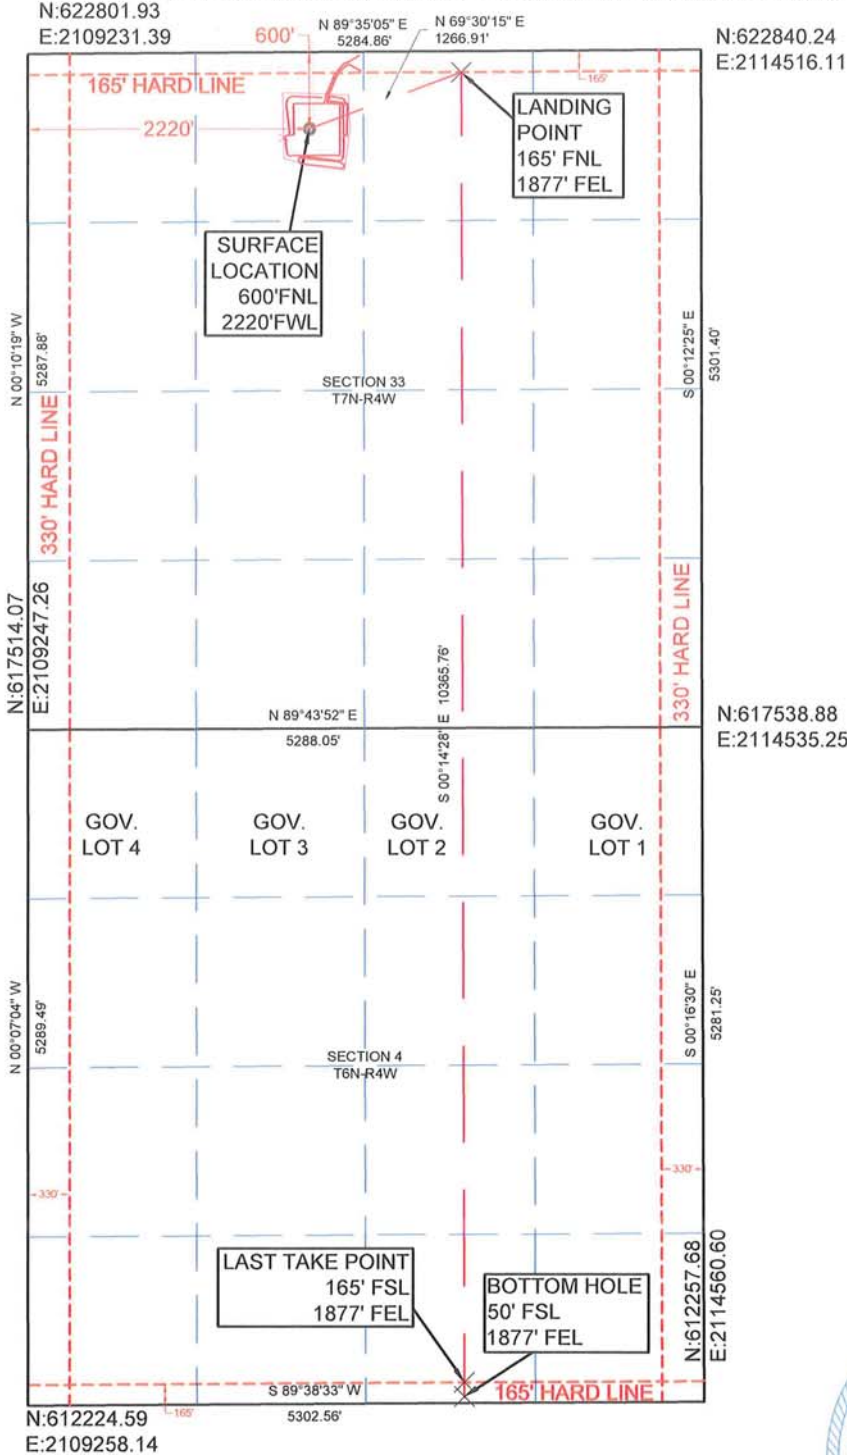 N:622801.93
E:2109231.39
600'
N 89°35'05" E
5284.86'
N 69°30'15" E
1266.91'
N:622840.24
E:2114516.11
165' HARD LINE
165'
2220'
LANDING
POINT
165' FNL
1877' FEL
SURFACE
LOCATION
600'FNL
2220'FWL
N 00°10'19" W
5287.88'
S 00°12'25" E
5301.40'
SECTION 33
T7N-R4W
330' HARD LINE
330' HARD LINE
N:617514.07
E:2109247.26
S 00°14'28" E 10365.76'
N 89°43'52" E
5288.05'
N:617538.88
E:2114535.25
GOV.
LOT 4
GOV.
LOT 3
GOV.
LOT 2
GOV.
LOT 1
N 00°07'04" W
5289.49'
S 00°16'30" E
5281.25'
SECTION 4
T6N-R4W
330'
330'
LAST TAKE POINT
165' FSL
1877' FEL
BOTTOM HOLE
50' FSL
1877' FEL
N:612257.68
E:2114560.60
S 89°38'33" W
5302.56'
165' HARD LINE
165'
N:612224.59
E:2109258.14